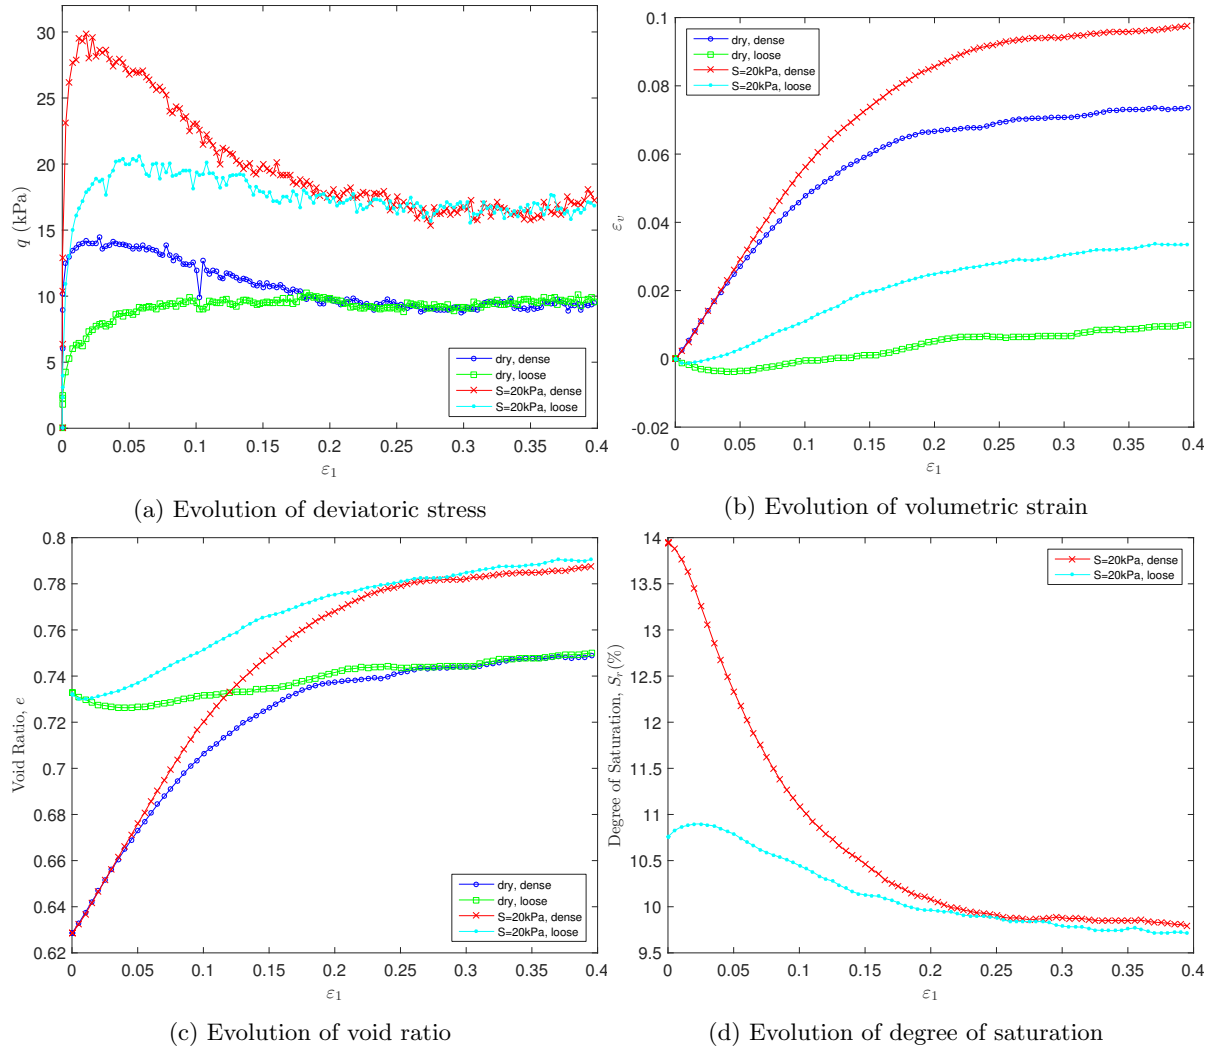 30
25
20
15
10
5
0
q (kPa)
0
0.05
0.1
0.15
0.2
0.25
0.3
0.35
0.4
ε1
dry, dense
dry, loose
S=20kPa, dense
S=20kPa, loose
(a) Evolution of deviatoric stress
0.1
0.08
0.06
0.04
0.02
0
-0.02
εv
0
0.05
0.1
0.15
0.2
0.25
0.3
0.35
0.4
ε1
dry, dense
dry, loose
S=20kPa, dense
S=20kPa, loose
(b) Evolution of volumetric strain
0.8
0.78
0.76
0.74
0.72
0.7
0.68
0.66
0.64
0.62
Void Ratio, e
0
0.05
0.1
0.15
0.2
0.25
0.3
0.35
0.4
ε1
dry, dense
dry, loose
S=20kPa, dense
S=20kPa, loose
(c) Evolution of void ratio
14
13.5
13
12.5
12
11.5
11
10.5
10
9.5
Degree of Saturation, Sr (%)
0
0.05
0.1
0.15
0.2
0.25
0.3
0.35
0.4
ε1
S=20kPa, dense
S=20kPa, loose
(d) Evolution of degree of saturation